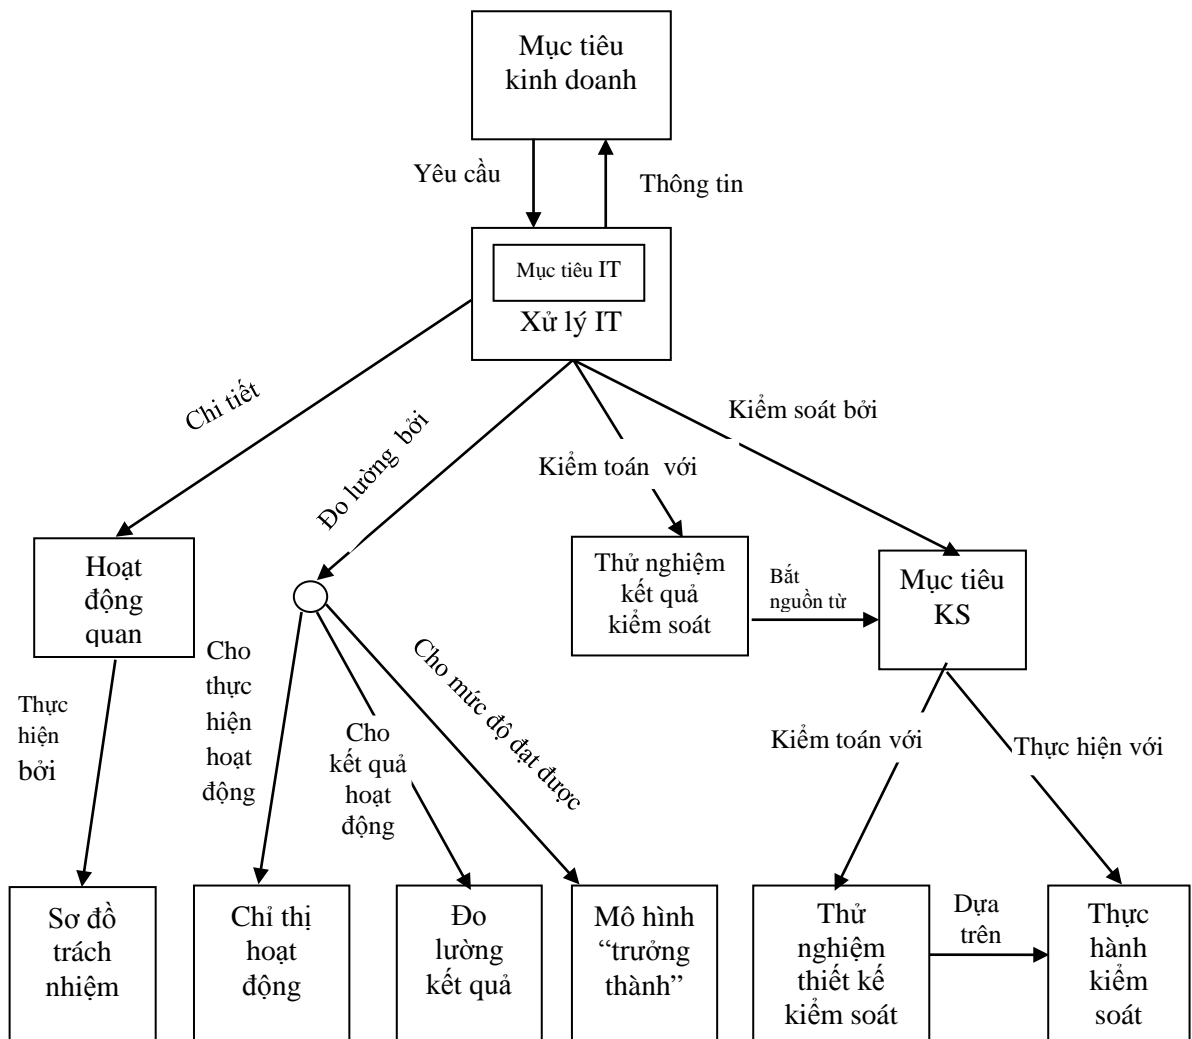 Mục tiêu
kinh doanh
Yêu cầu
Thông tin
Mục tiêu IT
Xử lý IT
Chi tiết
Đo lường bởi
Kiểm toán với
Kiểm soát bởi
Hoạt
động
quan
Thử nghiệm
kết quả
kiểm soát
Bắt
nguồn từ
Mục tiêu
KS
Thực
hiện
bởi
Cho
thực
hiện
hoạt
động
Cho
kết quả
hoạt
động
Cho mức độ đạt được
Kiểm toán với
Thực hiện với
Sơ đồ
trách
nhiệm
Chỉ thị
hoạt
động
Đo
lường
kết quả
Mô hình
“trưởng
thành”
Thử
nghiệm
thiết kế
kiểm soát
Dựa
trên
Thực
hành
kiểm
soát